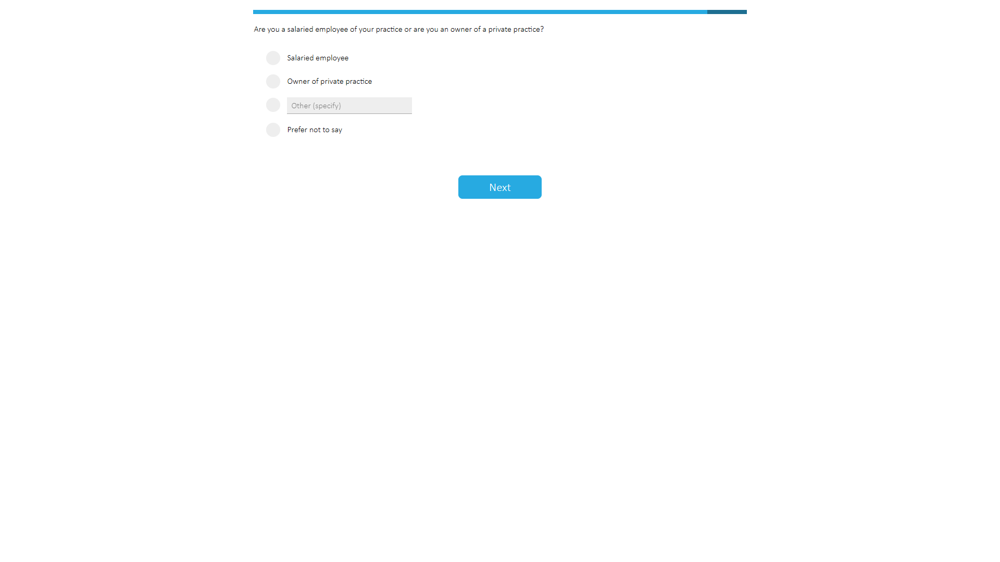 Are you a salaried employee of your practice or are you an owner of a private practice?
Salaried employee
Owner of private practice
Other (specify)
Prefer not to say
Next